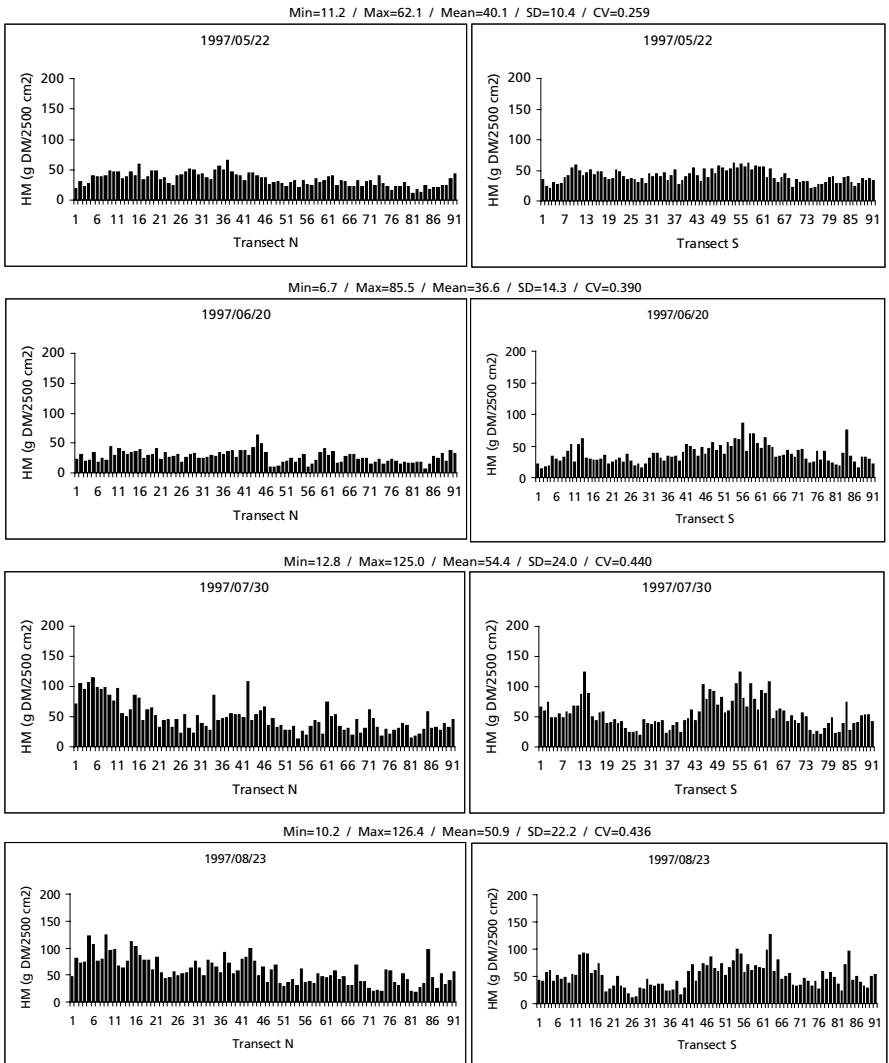 Min=11.2 / Max=62.1 / Mean=40.1 / SD=10.4 / CV=0.259
1997/05/22
HM (g DM/2500 cm2)
200
150
100
50
0
1 6 11 16 21 26 31 36 41 46 51 56 61 66 71 76 81 86 91
Transect N
1997/05/22
HM (g DM/2500 cm2)
200
150
100
50
0
1 7 13 19 25 31 37 43 49 55 61 67 73 79 85 91
Transect S
Min=6.7 / Max=85.5 / Mean=36.6 / SD=14.3 / CV=0.390
1997/06/20
HM (g DM/2500 cm2)
200
150
100
50
0
1 6 11 16 21 26 31 36 41 46 51 56 61 66 71 76 81 86 91
Transect N
1997/06/20
HM (g DM/2500 cm2)
200
150
100
50
0
1 6 11 16 21 26 31 36 41 46 51 56 61 66 71 76 81 86 91
Transect S
Min=12.8 / Max=125.0 / Mean=54.4 / SD=24.0 / CV=0.440
1997/07/30
HM (g DM/2500 cm2)
200
150
100
50
0
1 6 11 16 21 26 31 36 41 46 51 56 61 66 71 76 81 86 91
Transect N
1997/07/30
HM (g DM/2500 cm2)
200
150
100
50
0
1 7 13 19 25 31 37 43 49 55 61 67 73 79 85 91
Transect S
Min=10.2 / Max=126.4 / Mean=50.9 / SD=22.2 / CV=0.436
1997/08/23
HM (g DM/2500 cm2)
200
150
100
50
0
1 6 11 16 21 26 31 36 41 46 51 56 61 66 71 76 81 86 91
Transect N
1997/08/23
HM (g DM/2500 cm2)
200
150
100
50
0
1 6 11 16 21 26 31 36 41 46 51 56 61 66 71 76 81 86 91
Transect S